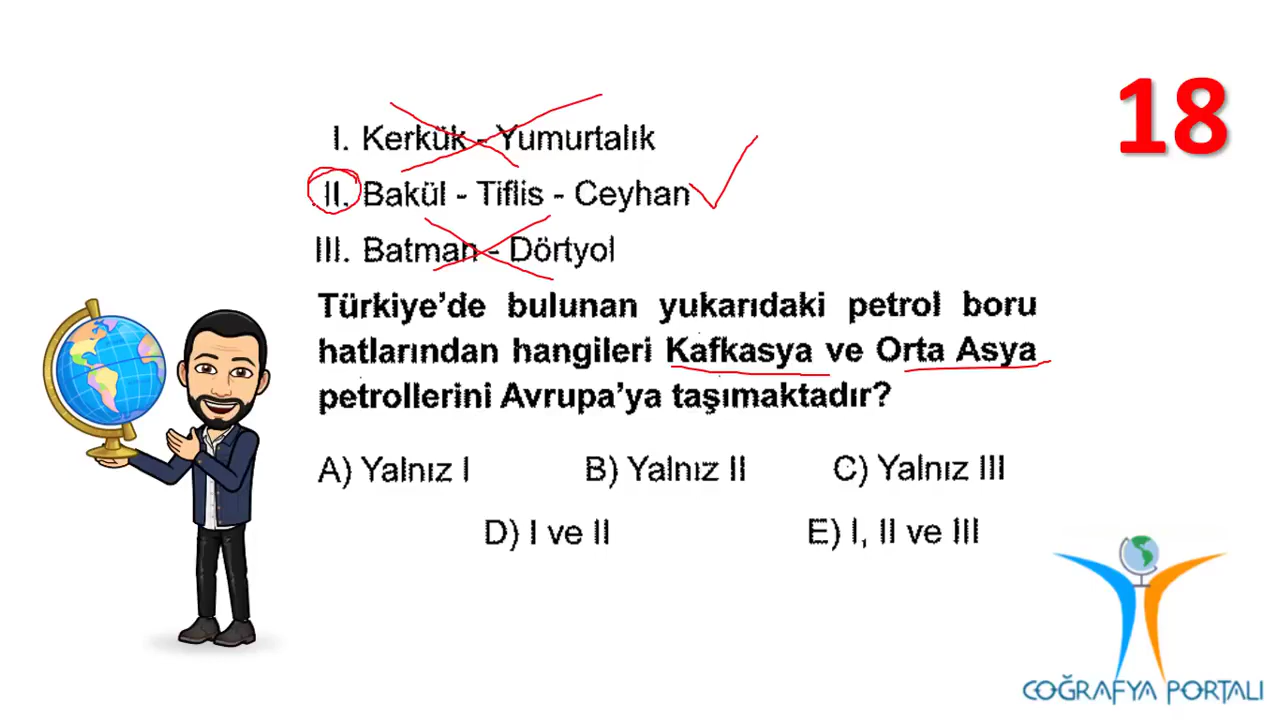 18
I. Kerkük - Yumurtalık
II. Bakül - Tiflis - Ceyhan
III. Batman - Dörtyol
Türkiye'de bulunan yukarıdaki petrol boru
hatlarından hangileri Kafkasya ve Orta Asya
petrollerini Avrupa'ya taşımaktadır?
A) Yalnız I B) Yalnız II C) Yalnız III
D) I ve II E) I, II ve III
COĞRAFYA PORTALI